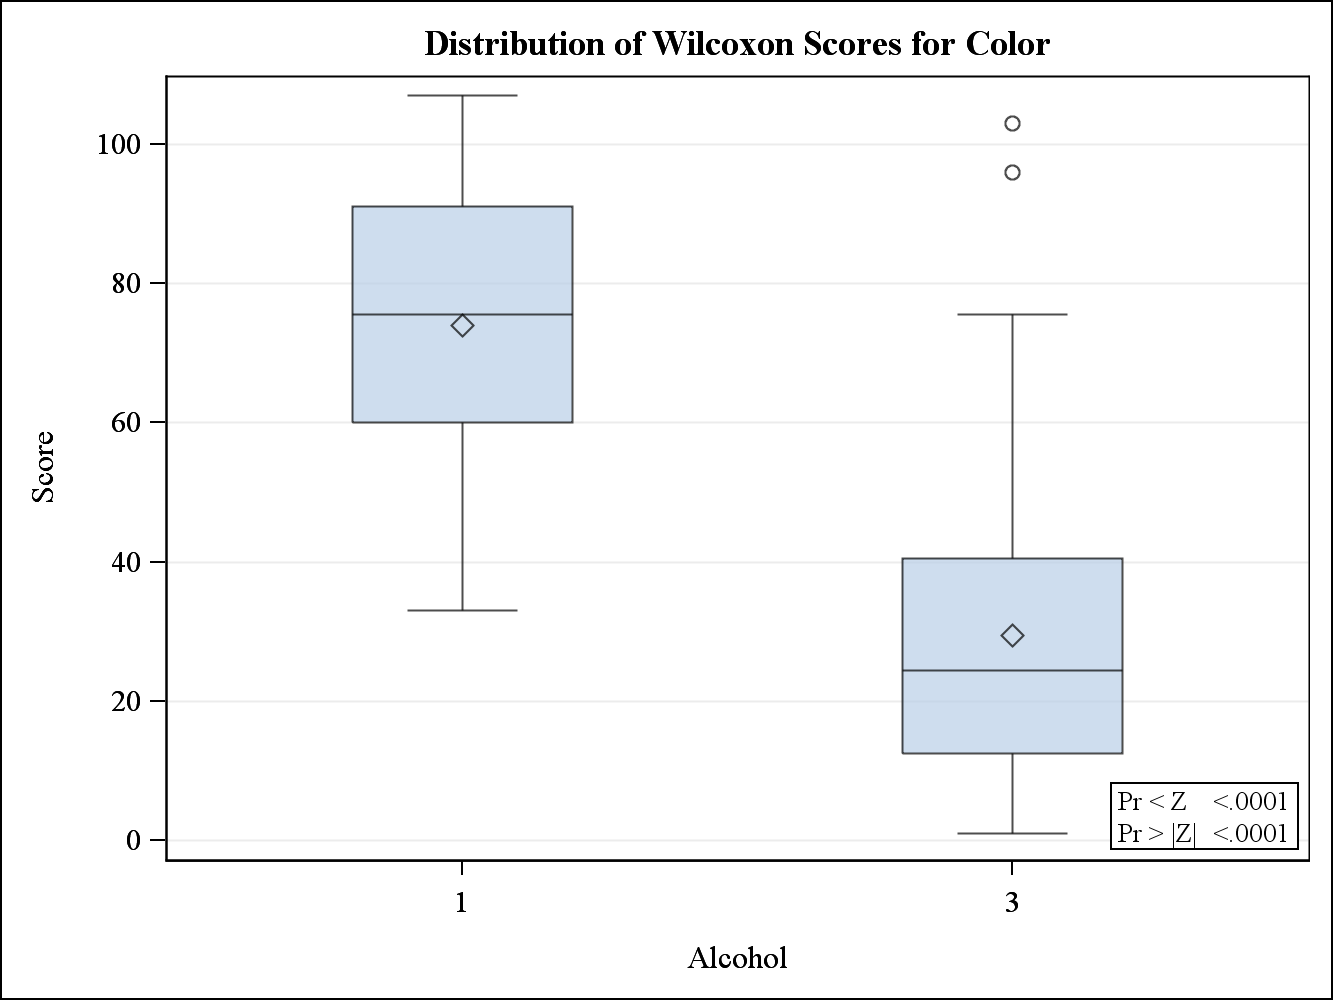 Distribution of Wilcoxon Scores for Color
100
80
60
40
20
0
Score
Pr < Z <.0001
Pr > |Z| <.0001
1 3
Alcohol